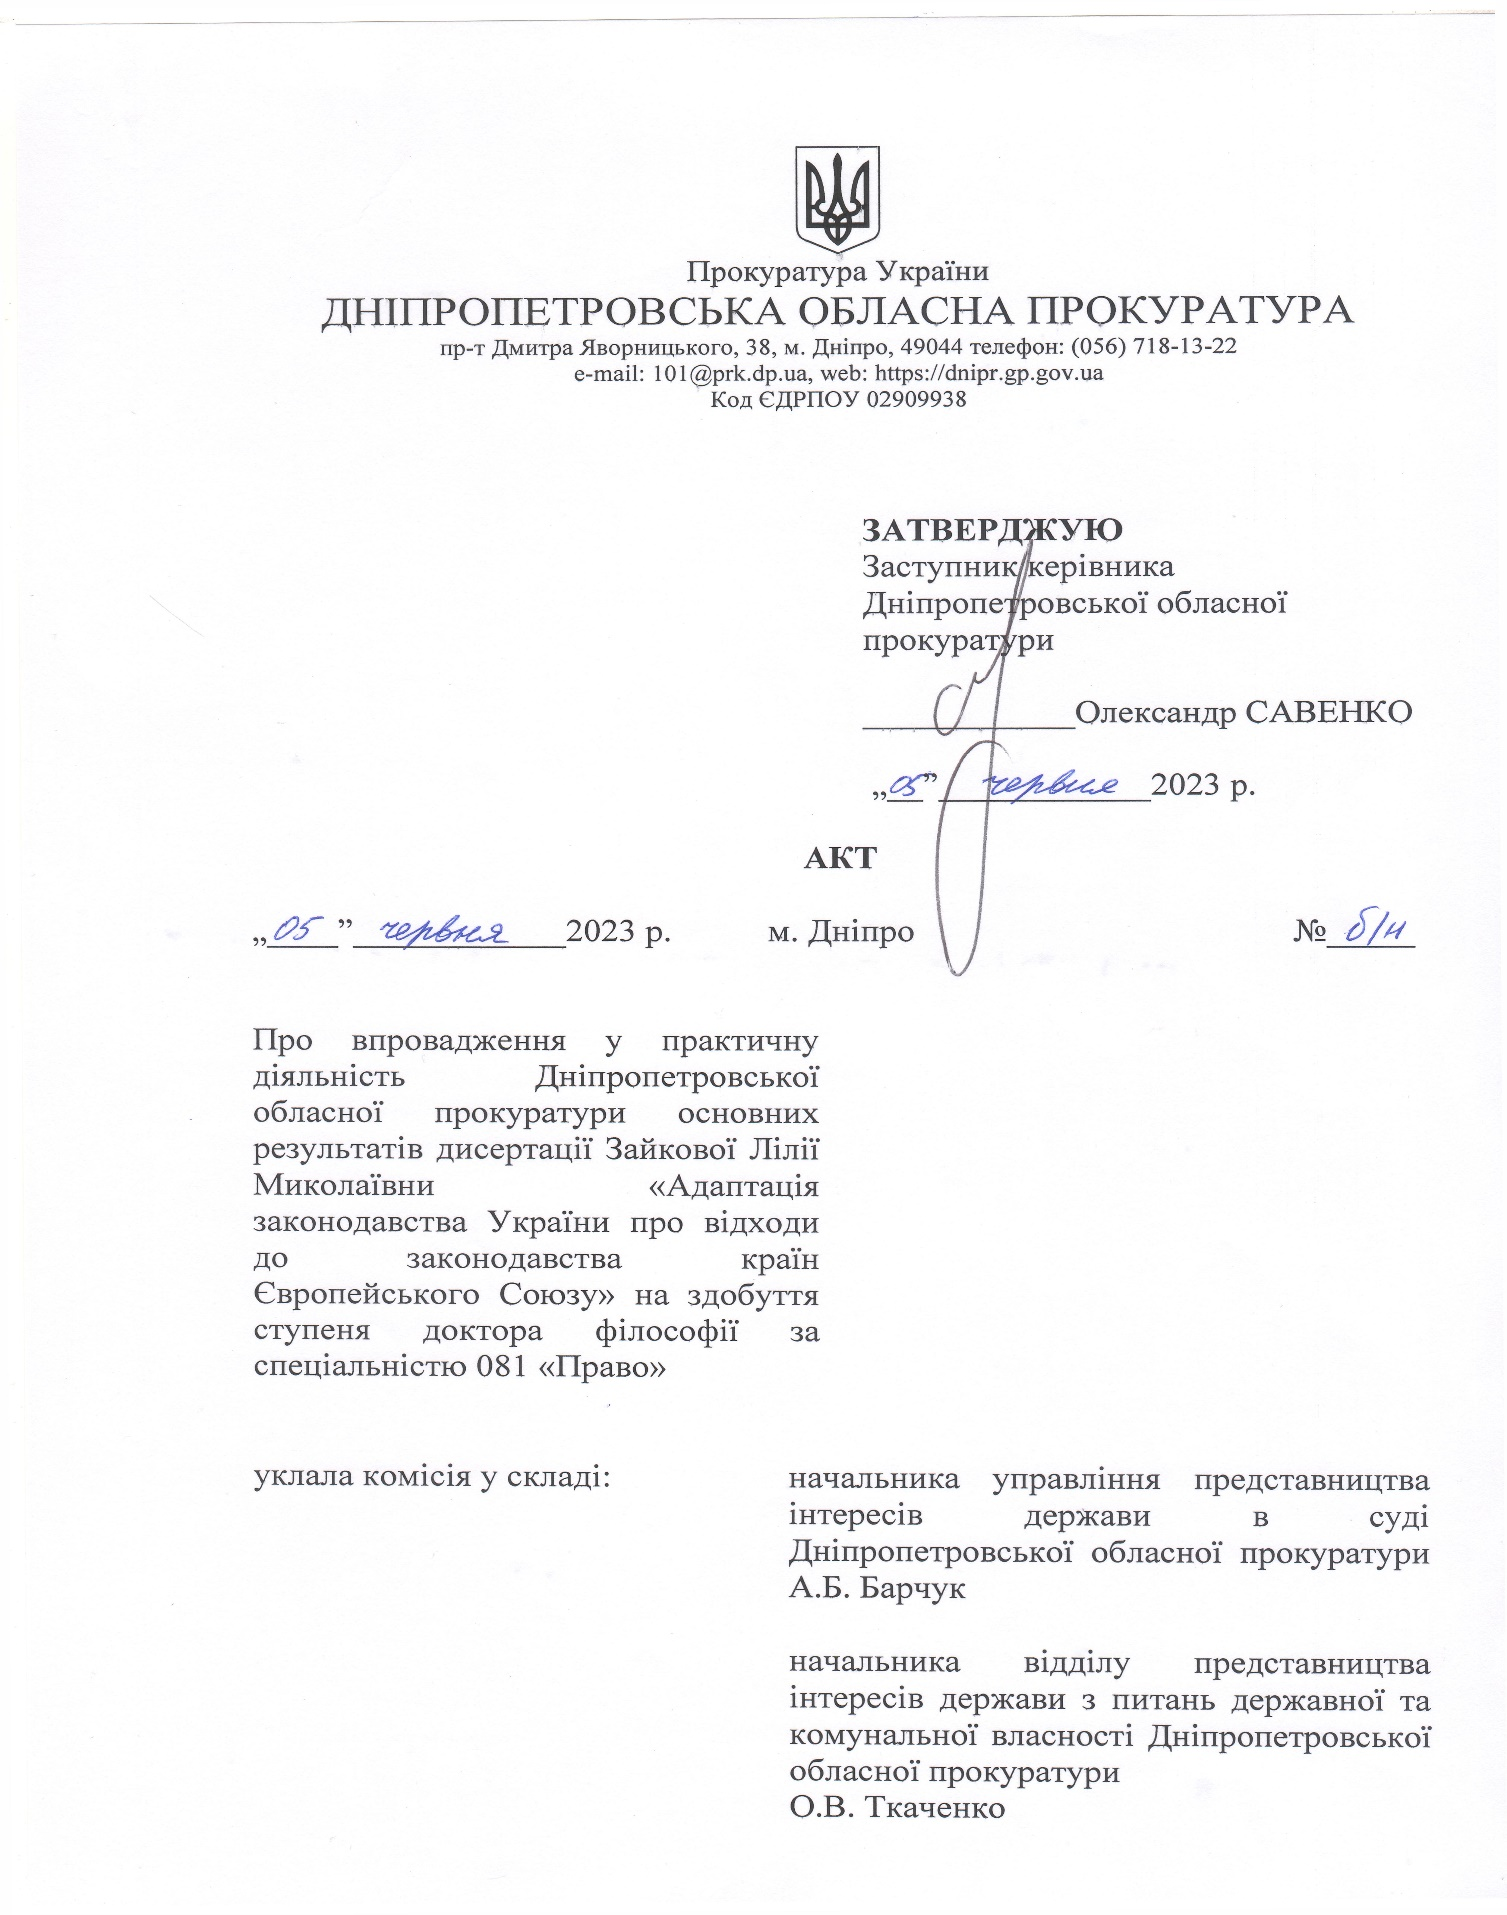 Прокуратура України
ДНІПРОПЕТРОВСЬКА ОБЛАСНА ПРОКУРАТУРА
пр-т Дмитра Яворницького, 38, м. Дніпро, 49044 телефон: (056) 718-13-22
e-mail: 101@prk.dp.ua, web: https://dnipr.gp.gov.ua
Код ЄДРПОУ 02909938
ЗАТВЕРДЖУЮ
Заступник керівника
Дніпропетровської обласної
прокуратури
____________Олександр САВЕНКО
„05” червня 2023 р.
АКТ
„05” червня 2023 р. м. Дніпро № б/н
Про впровадження у практичну
діяльність Дніпропетровської
обласної прокуратури основних
результатів дисертації Зайкової Лілії
Миколаївни «Адаптація
законодавства України про відходи
до законодавства країн
Європейського Союзу» на здобуття
ступеня доктора філософії за
спеціальністю 081 «Право»
уклала комісія у складі:
начальника управління представництва
інтересів держави в суді
Дніпропетровської обласної прокуратури
А.Б. Барчук
начальника відділу представництва
інтересів держави з питань державної та
комунальної власності Дніпропетровської
обласної прокуратури
О.В. Ткаченко